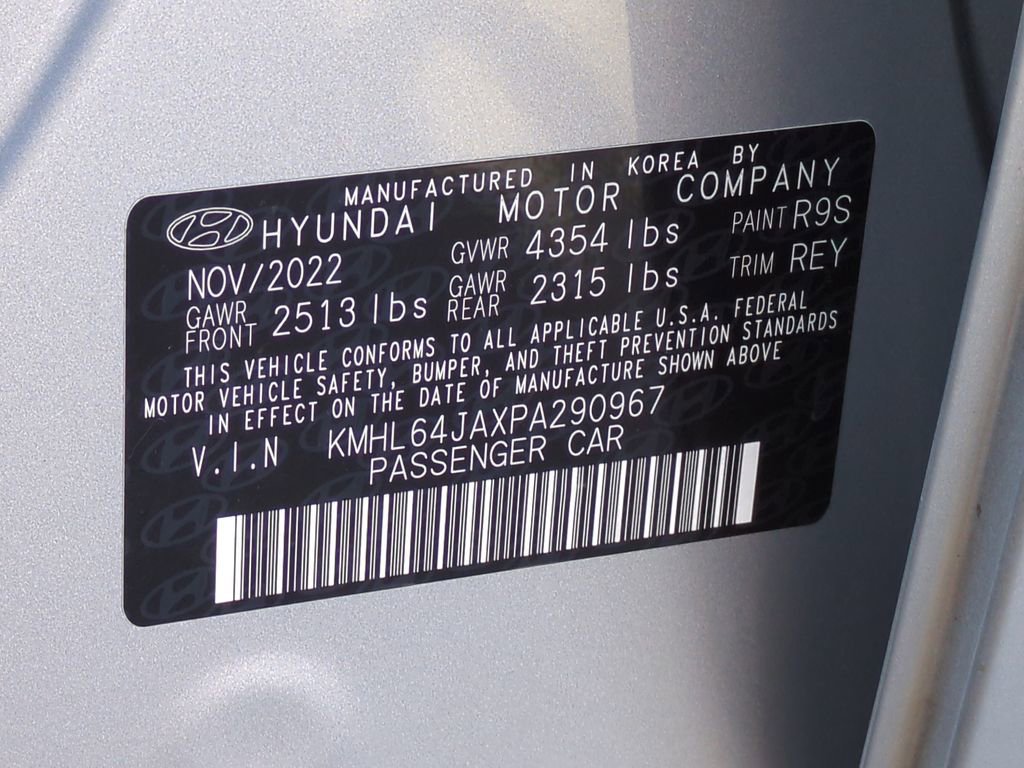 MANUFACTURED IN KOREA BY
HYUNDAI MOTOR COMPANY
NOV/2022 GVWR 4354 lbs PAINT R9S
GAWR FRONT 2513 lbs GAWR REAR 2315 lbs TRIM REY
THIS VEHICLE CONFORMS TO ALL APPLICABLE U.S.A. FEDERAL
MOTOR VEHICLE SAFETY, BUMPER, AND THEFT PREVENTION STANDARDS
IN EFFECT ON THE DATE OF MANUFACTURE SHOWN ABOVE
V.I.N KMHL64JAXPA290967
PASSENGER CAR